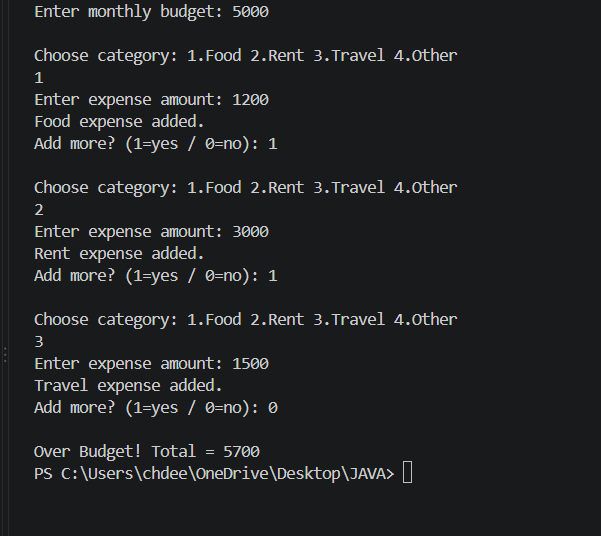 Enter monthly budget: 5000
Choose category: 1.Food 2.Rent 3.Travel 4.Other
1
Enter expense amount: 1200
Food expense added.
Add more? (1=yes / 0=no): 1
Choose category: 1.Food 2.Rent 3.Travel 4.Other
2
Enter expense amount: 3000
Rent expense added.
Add more? (1=yes / 0=no): 1
Choose category: 1.Food 2.Rent 3.Travel 4.Other
3
Enter expense amount: 1500
Travel expense added.
Add more? (1=yes / 0=no): 0
Over Budget! Total = 5700
PS C:\Users\chdee\OneDrive\Desktop\JAVA>